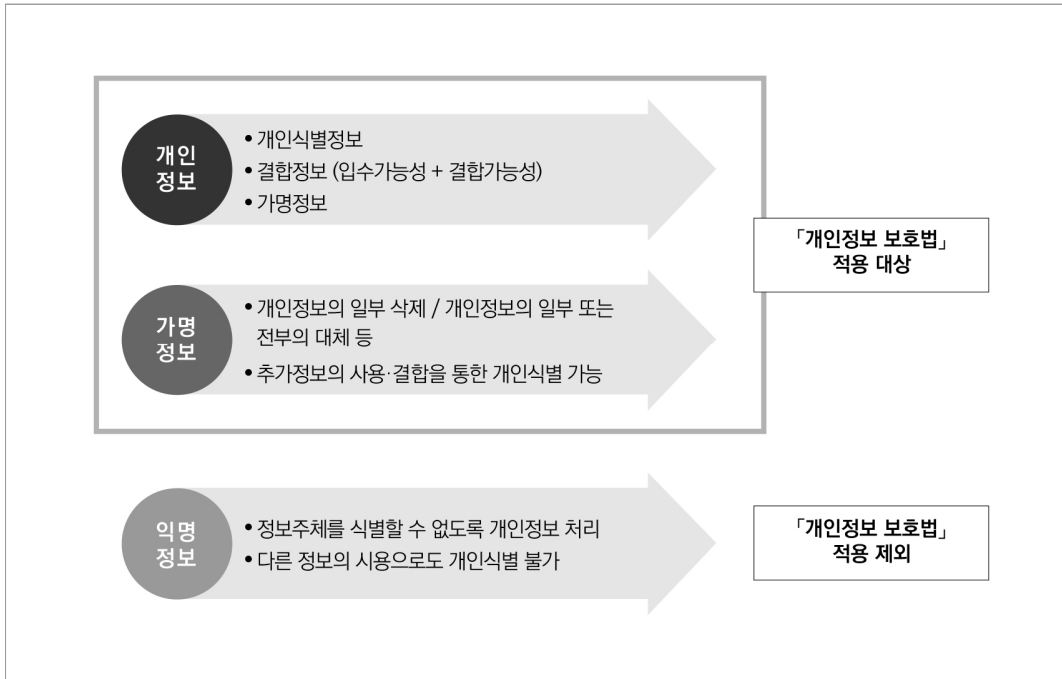 개인
정보
• 개인식별정보
• 결합정보 (입수가능성 + 결합가능성)
• 가명정보
「개인정보 보호법」
적용 대상
가명
정보
• 개인정보의 일부 삭제 / 개인정보의 일부 또는
전부의 대체 등
• 추가정보의 사용·결합을 통한 개인식별 가능
익명
정보
• 정보주체를 식별할 수 없도록 개인정보 처리
• 다른 정보의 시용으로도 개인식별 불가
「개인정보 보호법」
적용 제외